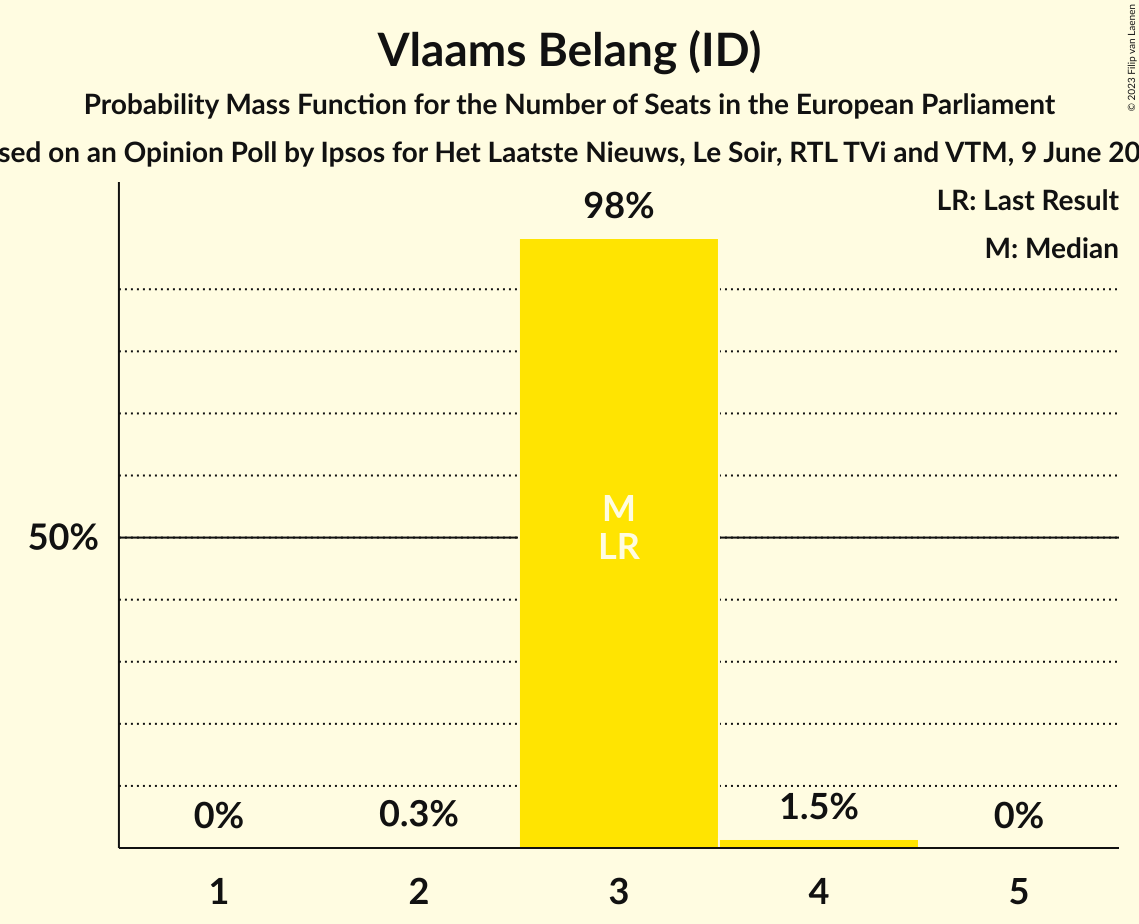 Vlaams Belang (ID)
Probability Mass Function for the Number of Seats in the European Parliament
sed on an Opinion Poll by Ipsos for Het Laatste Nieuws, Le Soir, RTL TVi and VTM, 9 June 20
© 2023 Filip van Laenen
LR: Last Result
M: Median
98%
M
LR
50%
0%
0.3%
1.5%
0%
1
2
3
4
5